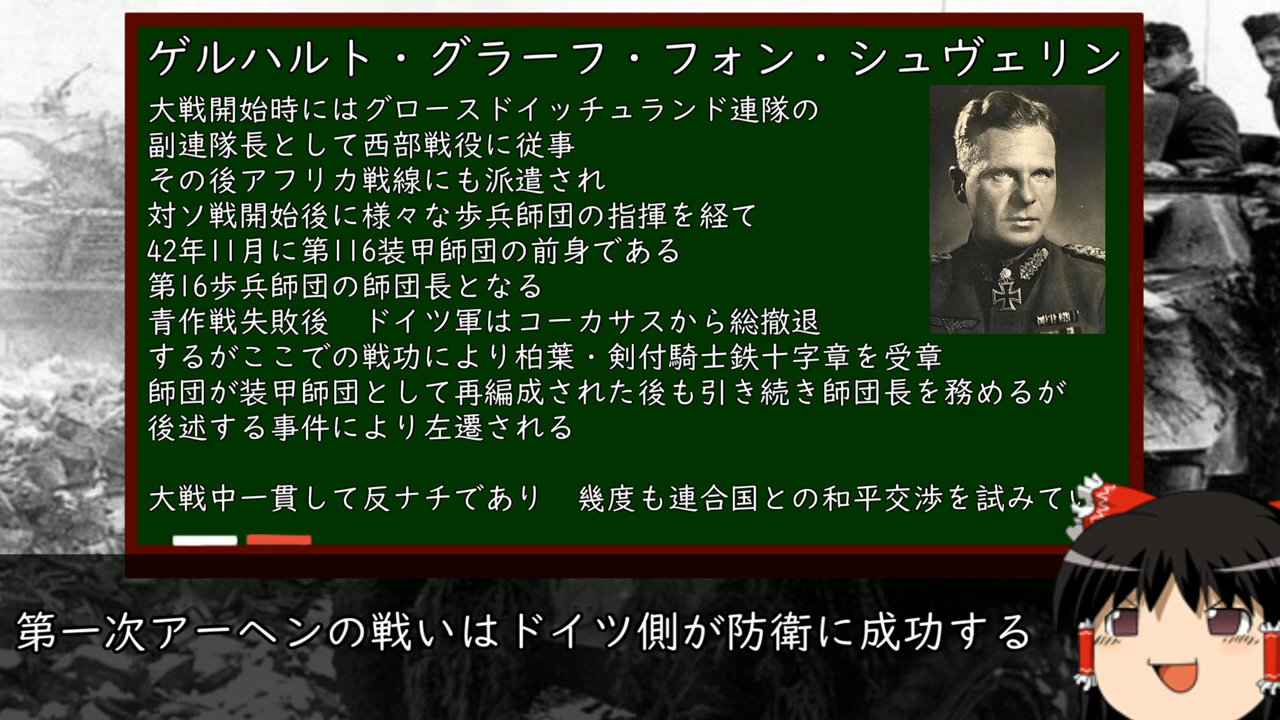 ゲルハルト・グラーフ・フォン・シュヴェリン
大戦開始時にはグロースドイッチュランド連隊の
副連隊長として西部戦役に従事
その後アフリカ戦線にも派遣され
対ソ戦開始後に様々な歩兵師団の指揮を経て
42年11月に第116装甲師団の前身である
第16歩兵師団の師団長となる
青作戦失敗後　ドイツ軍はコーカサスから総撤退
するがここでの戦功により柏葉・剣付騎士鉄十字章を受章
師団が装甲師団として再編成された後も引き続き師団長を務めるが
後述する事件により左遷される
大戦中一貫して反ナチであり　幾度も連合国との和平交渉を試みてい
第一次アーヘンの戦いはドイツ側が防衛に成功する